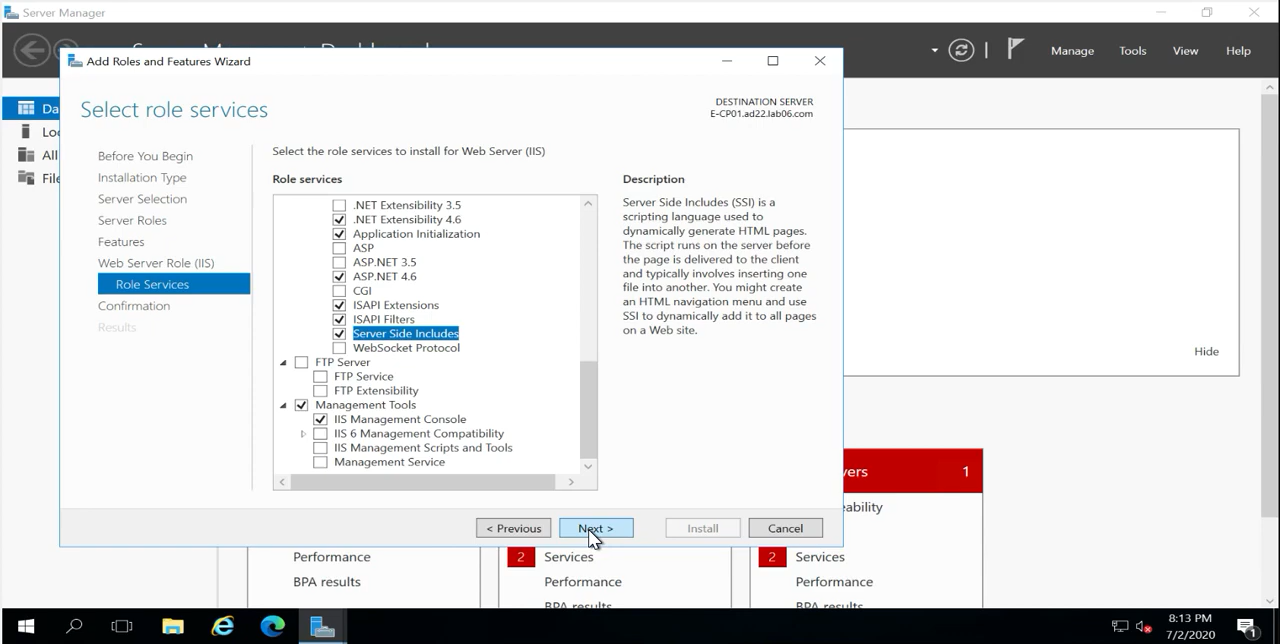 Server Manager
Manage
Tools
View
Help
Add Roles and Features Wizard
Select role services
DESTINATION SERVER
E-CP01.ad22.lab06.com
Before You Begin
Installation Type
Server Selection
Server Roles
Features
Web Server Role (IIS)
Role Services
Confirmation
Results
Select the role services to install for Web Server (IIS)
Role services
.NET Extensibility 3.5
.NET Extensibility 4.6
Application Initialization
ASP
ASP.NET 3.5
ASP.NET 4.6
CGI
ISAPI Extensions
ISAPI Filters
Server Side Includes
WebSocket Protocol
FTP Server
FTP Service
FTP Extensibility
Management Tools
IIS Management Console
IIS 6 Management Compatibility
IIS Management Scripts and Tools
Management Service
Description
Server Side Includes (SSI) is a
scripting language used to
dynamically generate HTML pages.
The script runs on the server before
the page is delivered to the client
and typically involves inserting one
file into another. You might create
an HTML navigation menu and use
SSI to dynamically add it to all pages
on a Web site.
< Previous
Next >
Install
Cancel
Hide
1
Performance
BPA results
2 Services
Performance
2 Services
Performance
BPA results
8:13 PM
7/2/2020
1